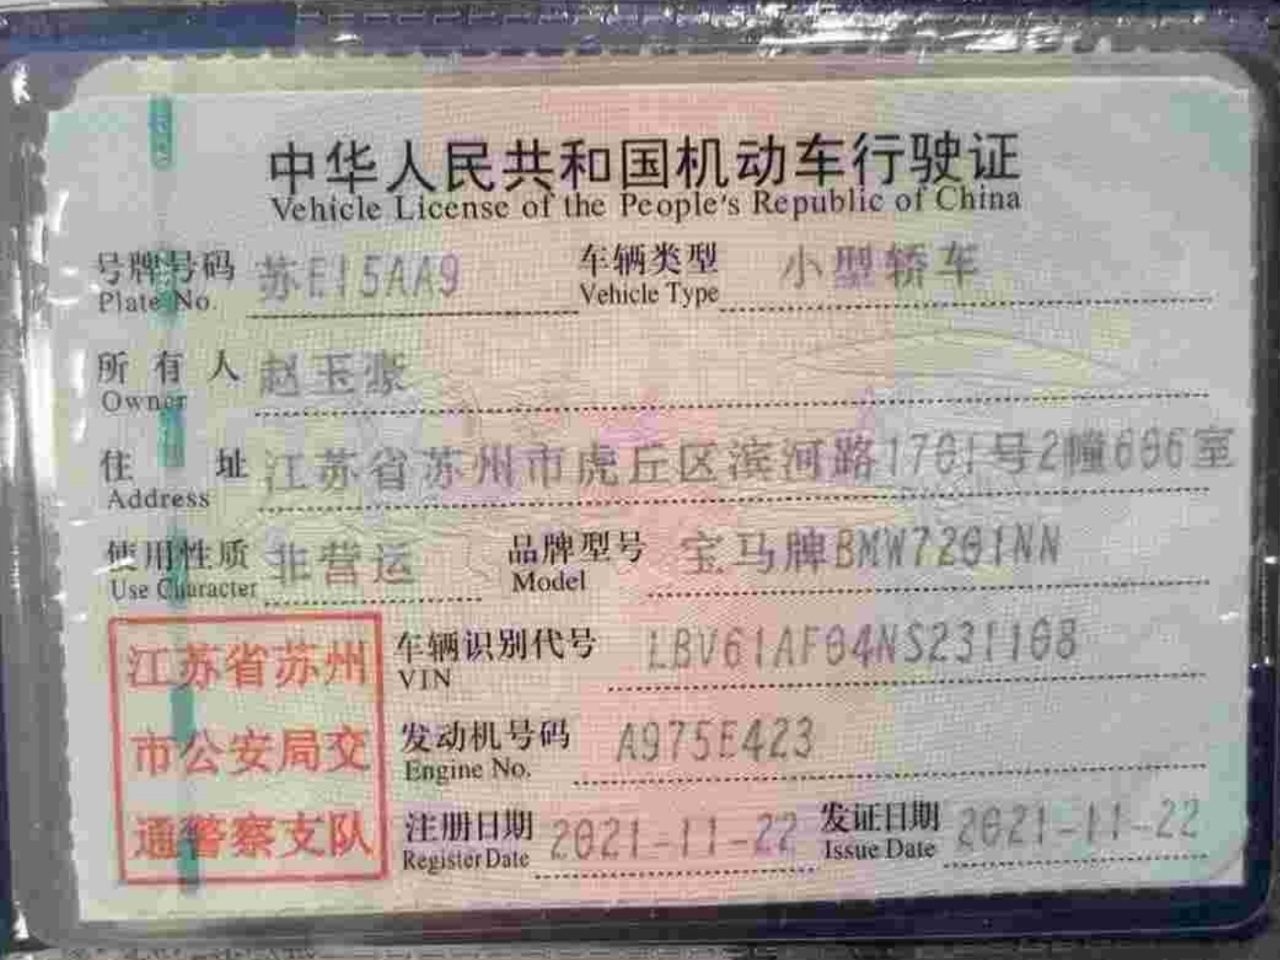 中华人民共和国机动车行驶证
Vehicle License of the People's Republic of China
号牌号码 苏E15AA9 车辆类型 小型轿车
Plate No. Vehicle Type
所有人 赵玉豪
Owner
住址 江苏省苏州市虎丘区滨河路1701号2幢606室
Address
使用性质 非营运 品牌型号 宝马牌BMW7201NN
Use Character Model
江苏省苏州
市公安局交
通警察支队
车辆识别代号 LBV61AF04NS231108
VIN
发动机号码 A975E423
Engine No.
注册日期 2021-11-22 发证日期 2021-11-22
Register Date Issue Date